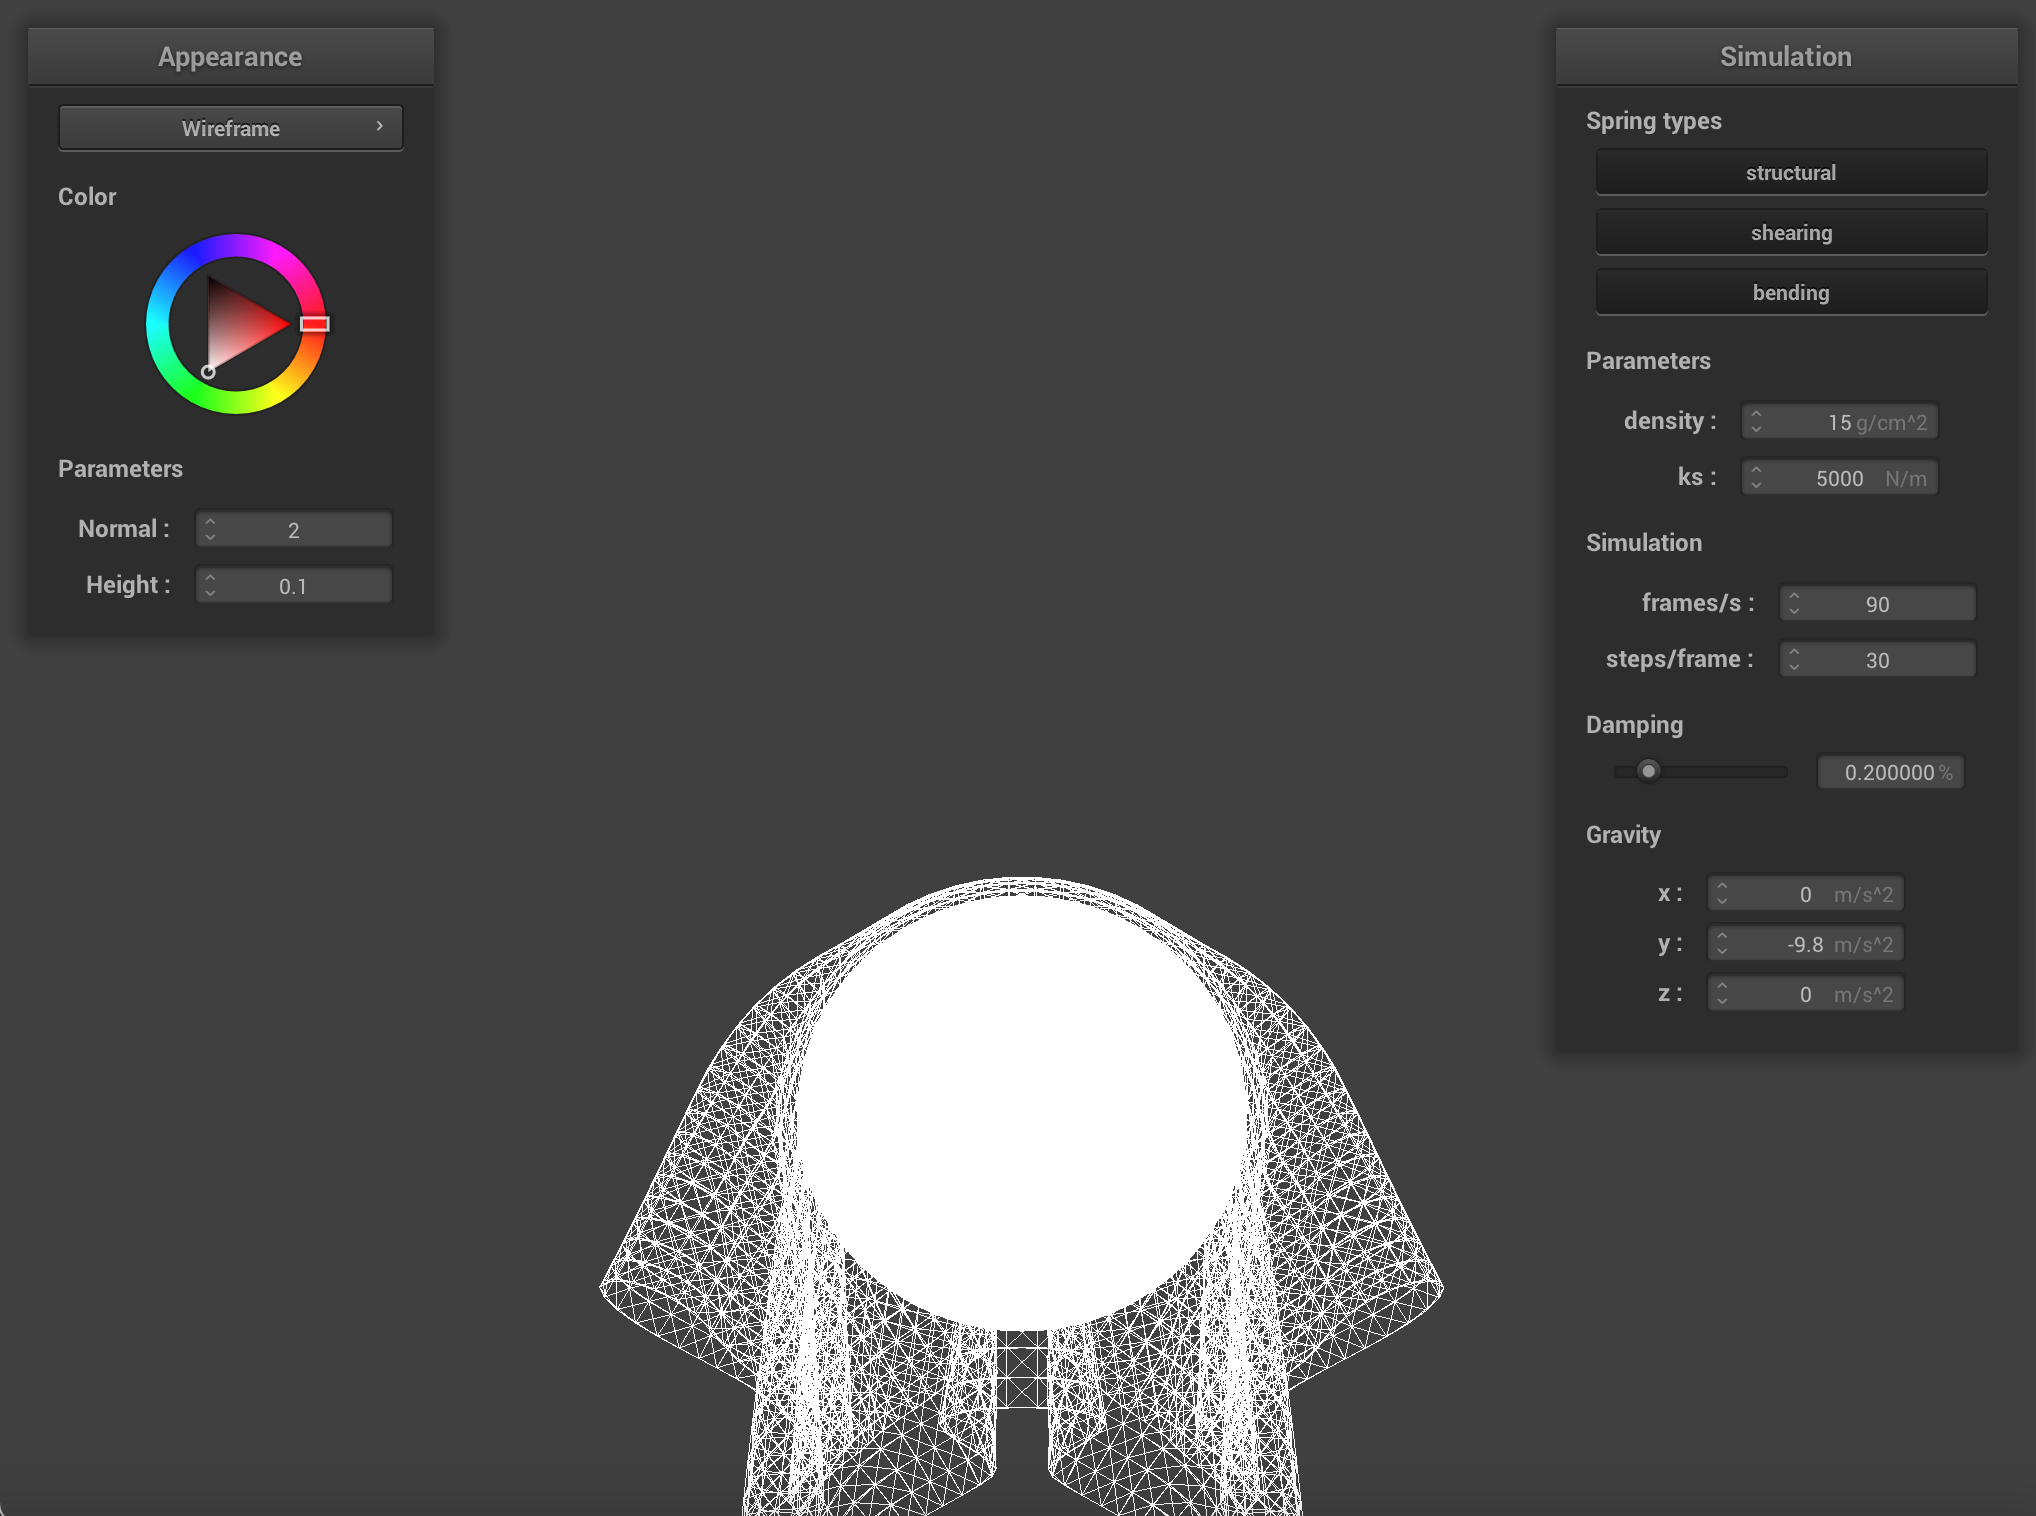 Appearance
Wireframe
Color
Parameters
Normal :
2
Height :
0.1
Simulation
Spring types
structural
shearing
bending
Parameters
density :
15 g/cm^2
ks :
5000 N/m
Simulation
frames/s :
90
steps/frame :
30
Damping
0.200000 %
Gravity
x :
0 m/s^2
y :
-9.8 m/s^2
z :
0 m/s^2